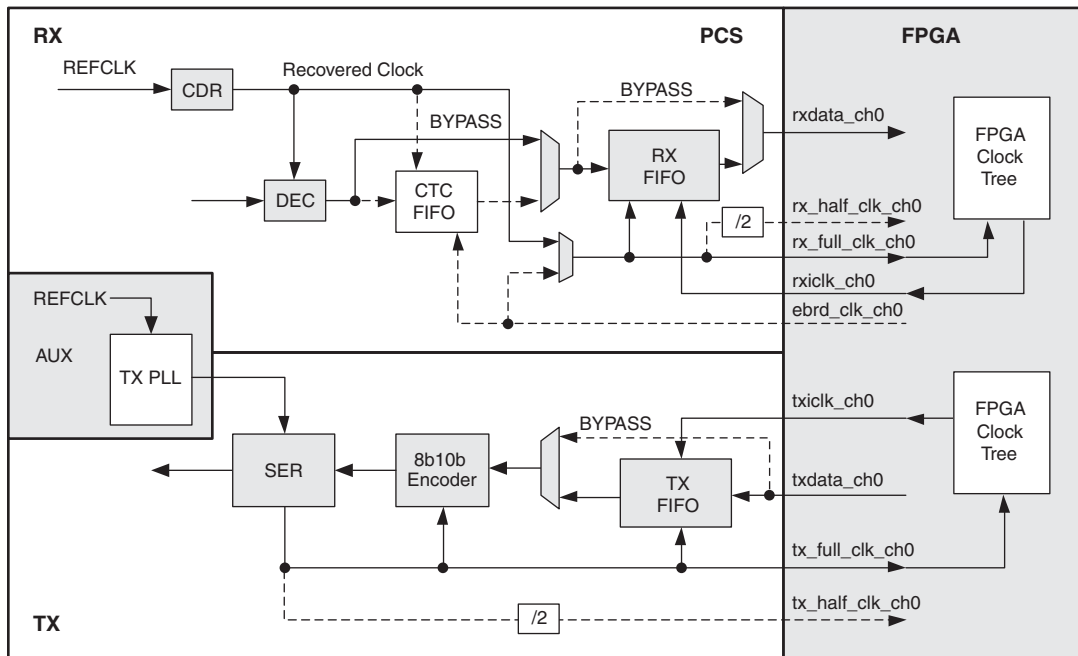 RX
PCS
FPGA
REFCLK
CDR
Recovered Clock
BYPASS
BYPASS
rxdata_ch0
FPGA
Clock
Tree
RX
FIFO
DEC
CTC
FIFO
/2
rx_half_clk_ch0
rx_full_clk_ch0
rxiclk_ch0
ebrd_clk_ch0
REFCLK
AUX
TX PLL
txiclk_ch0
FPGA
Clock
Tree
BYPASS
SER
8b10b
Encoder
TX
FIFO
txdata_ch0
tx_full_clk_ch0
/2
tx_half_clk_ch0
TX